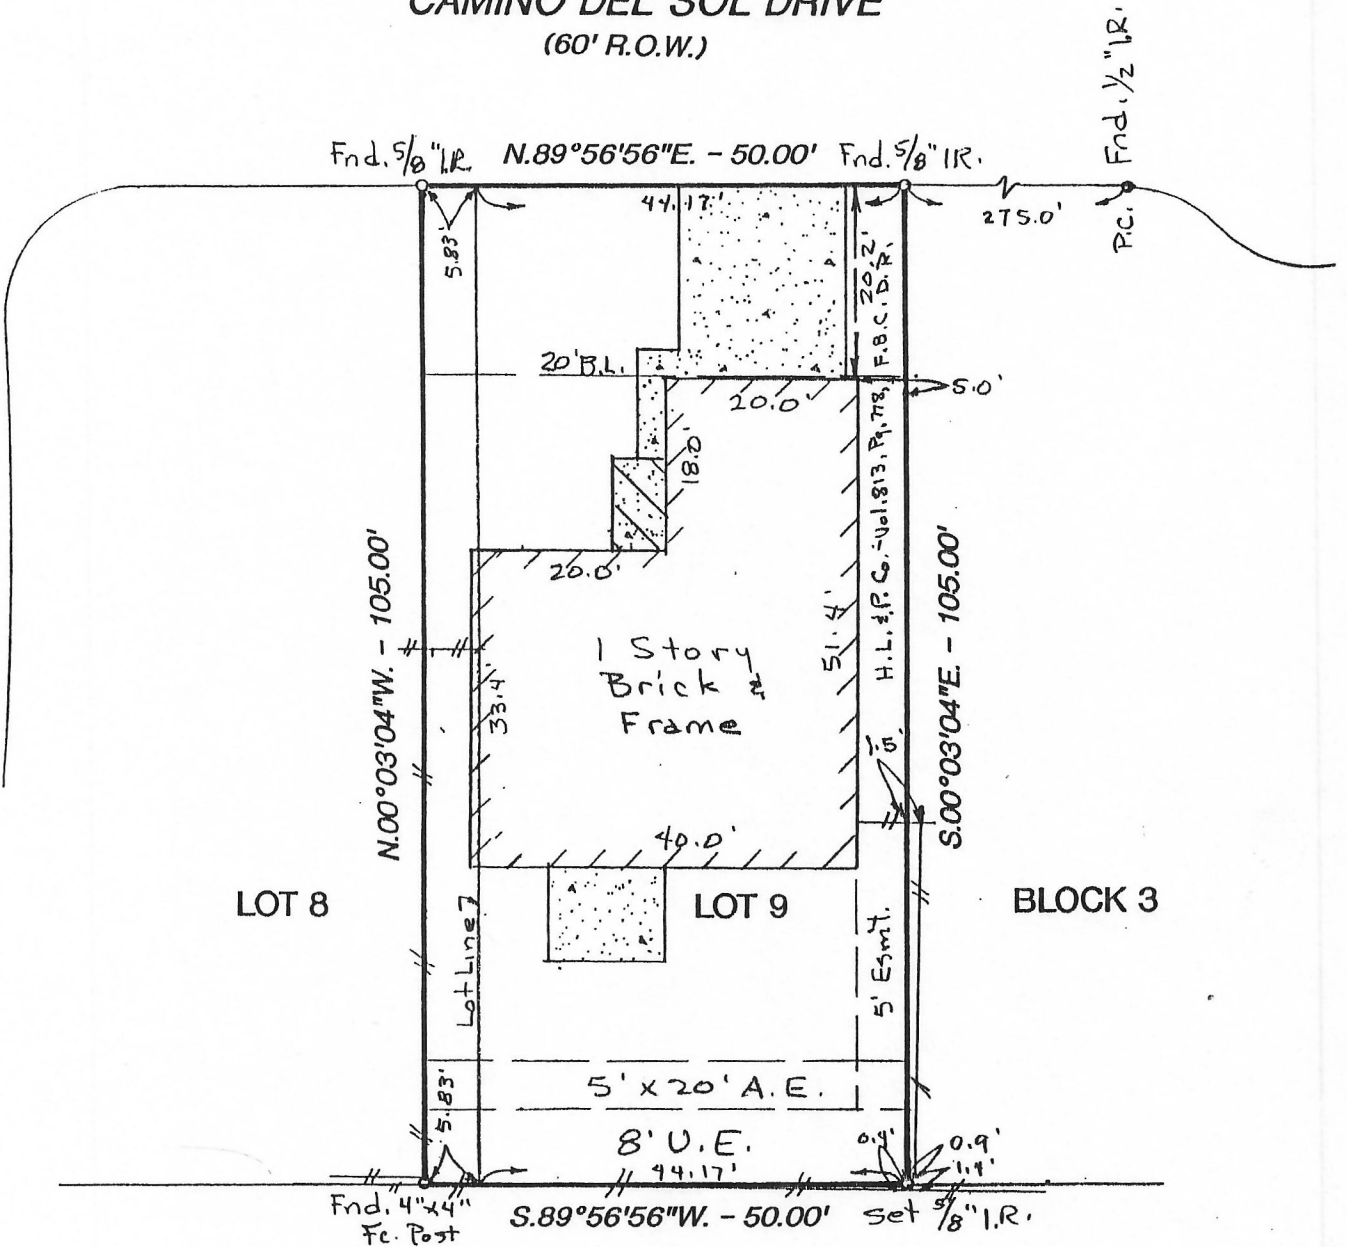 CAMINO DEL SOL DRIVE
(60' R.O.W.)
Fnd. 1/2" I.R.
P.C.
Fnd. 5/8" I.R.
N.89°56'56"E. - 50.00'
Fnd. 5/8" I.R.
44.17'
275.0'
5.83'
20.2'
20' B.L.
5.0'
20.0'
18.0'
H.L. & P. Co. - Vol. 813, Pg. 778, F.B.C.D.R.
20.0'
N.00°03'04"W. - 105.00'
S.00°03'04"E. - 105.00'
1 Story
Brick &
Frame
33.4'
51.4'
40.0'
LOT 8
LOT 9
BLOCK 3
Lot Line
5' Esm't.
5' x 20' A.E.
5.83'
8' U.E.
0.4'
0.9'
44.17'
1.4'
Fnd. 4"x4"
Fc. Post
S.89°56'56"W. - 50.00'
Set 5/8" I.R.